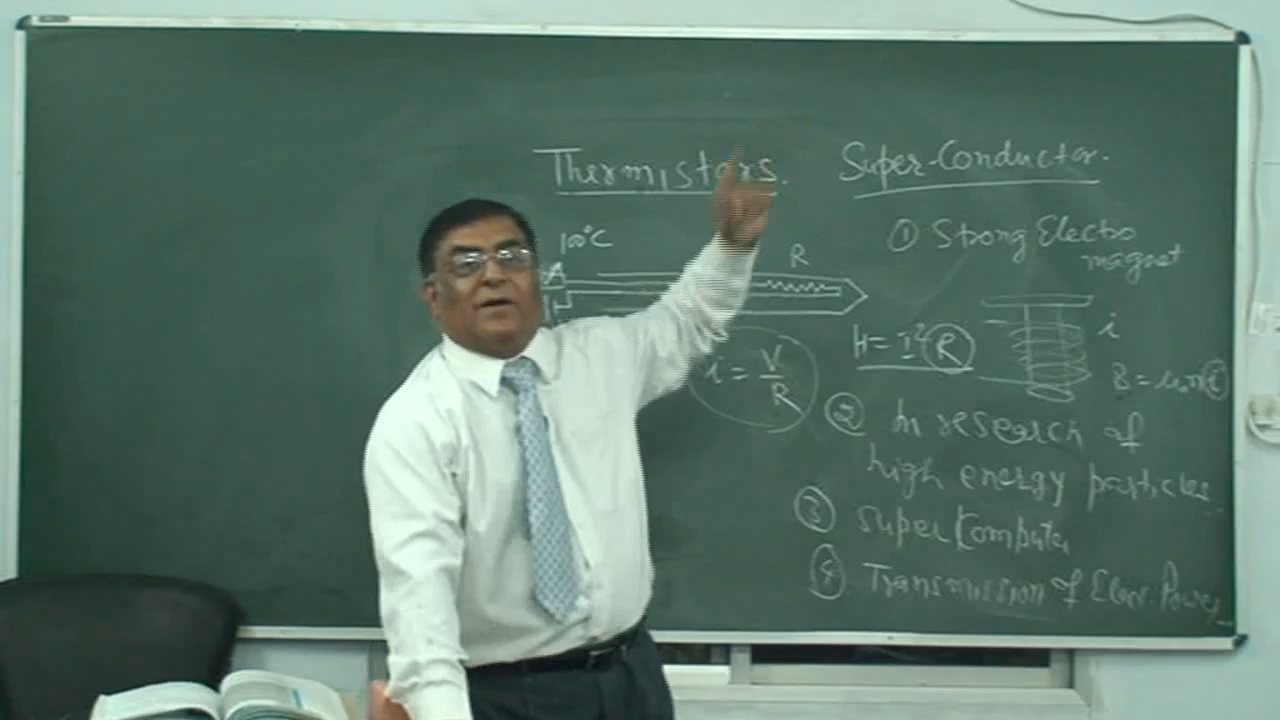 Thermistors.
100°C
R
i = V/R
Super-Conductor.
① Strong Electro
magnet
H = I²R
i
B = μ₀ni
② In research of
high energy particles
③ Super Computer
④ Transmission of Elec. Power